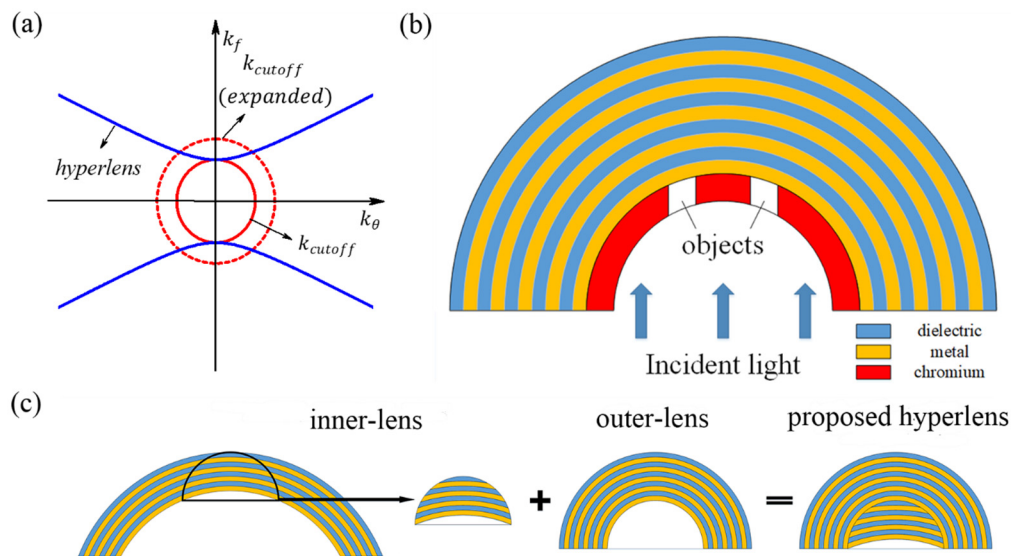 (a)
k_f
k_cutoff
(expanded)
hyperlens
k_θ
k_cutoff
(b)
objects
Incident light
dielectric
metal
chromium
(c)
inner-lens
outer-lens
proposed hyperlens
+
=